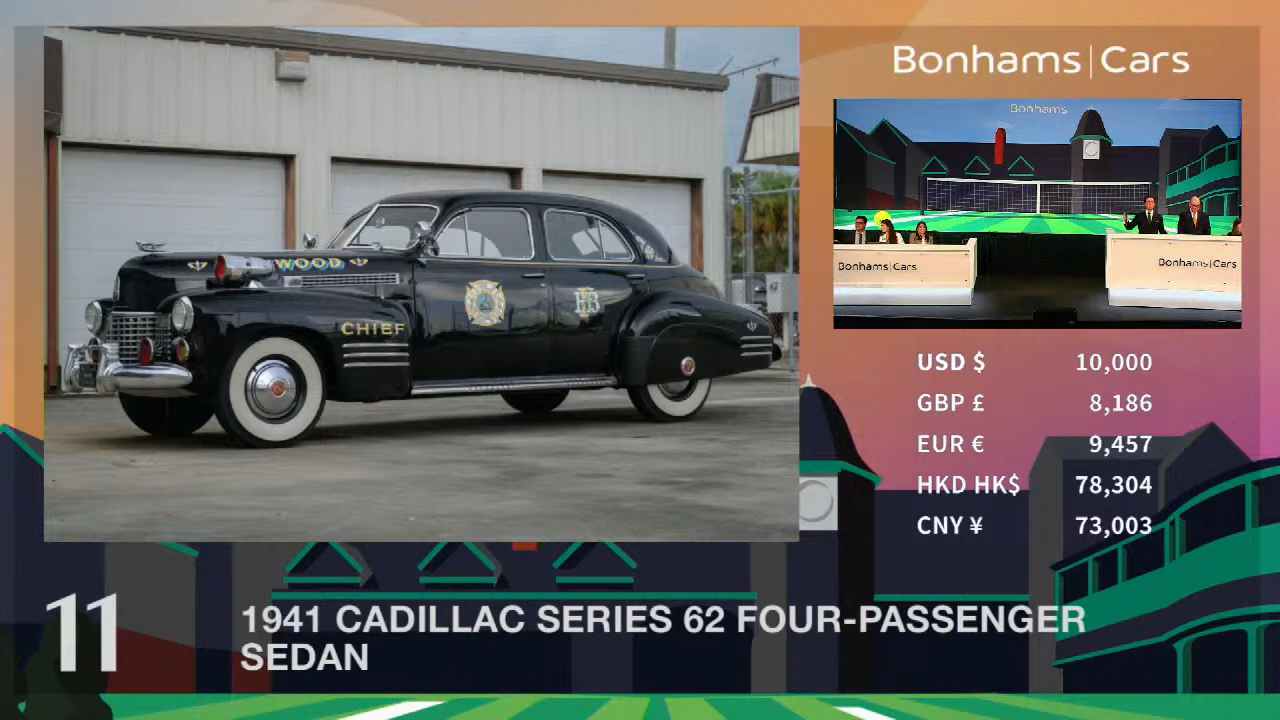 Bonhams|Cars
Bonhams
Bonhams|Cars
Bonhams|Cars
WOOD
CHIEF
USD $ 10,000
GBP £ 8,186
EUR € 9,457
HKD HK$ 78,304
CNY ¥ 73,003
11
1941 CADILLAC SERIES 62 FOUR-PASSENGER
SEDAN